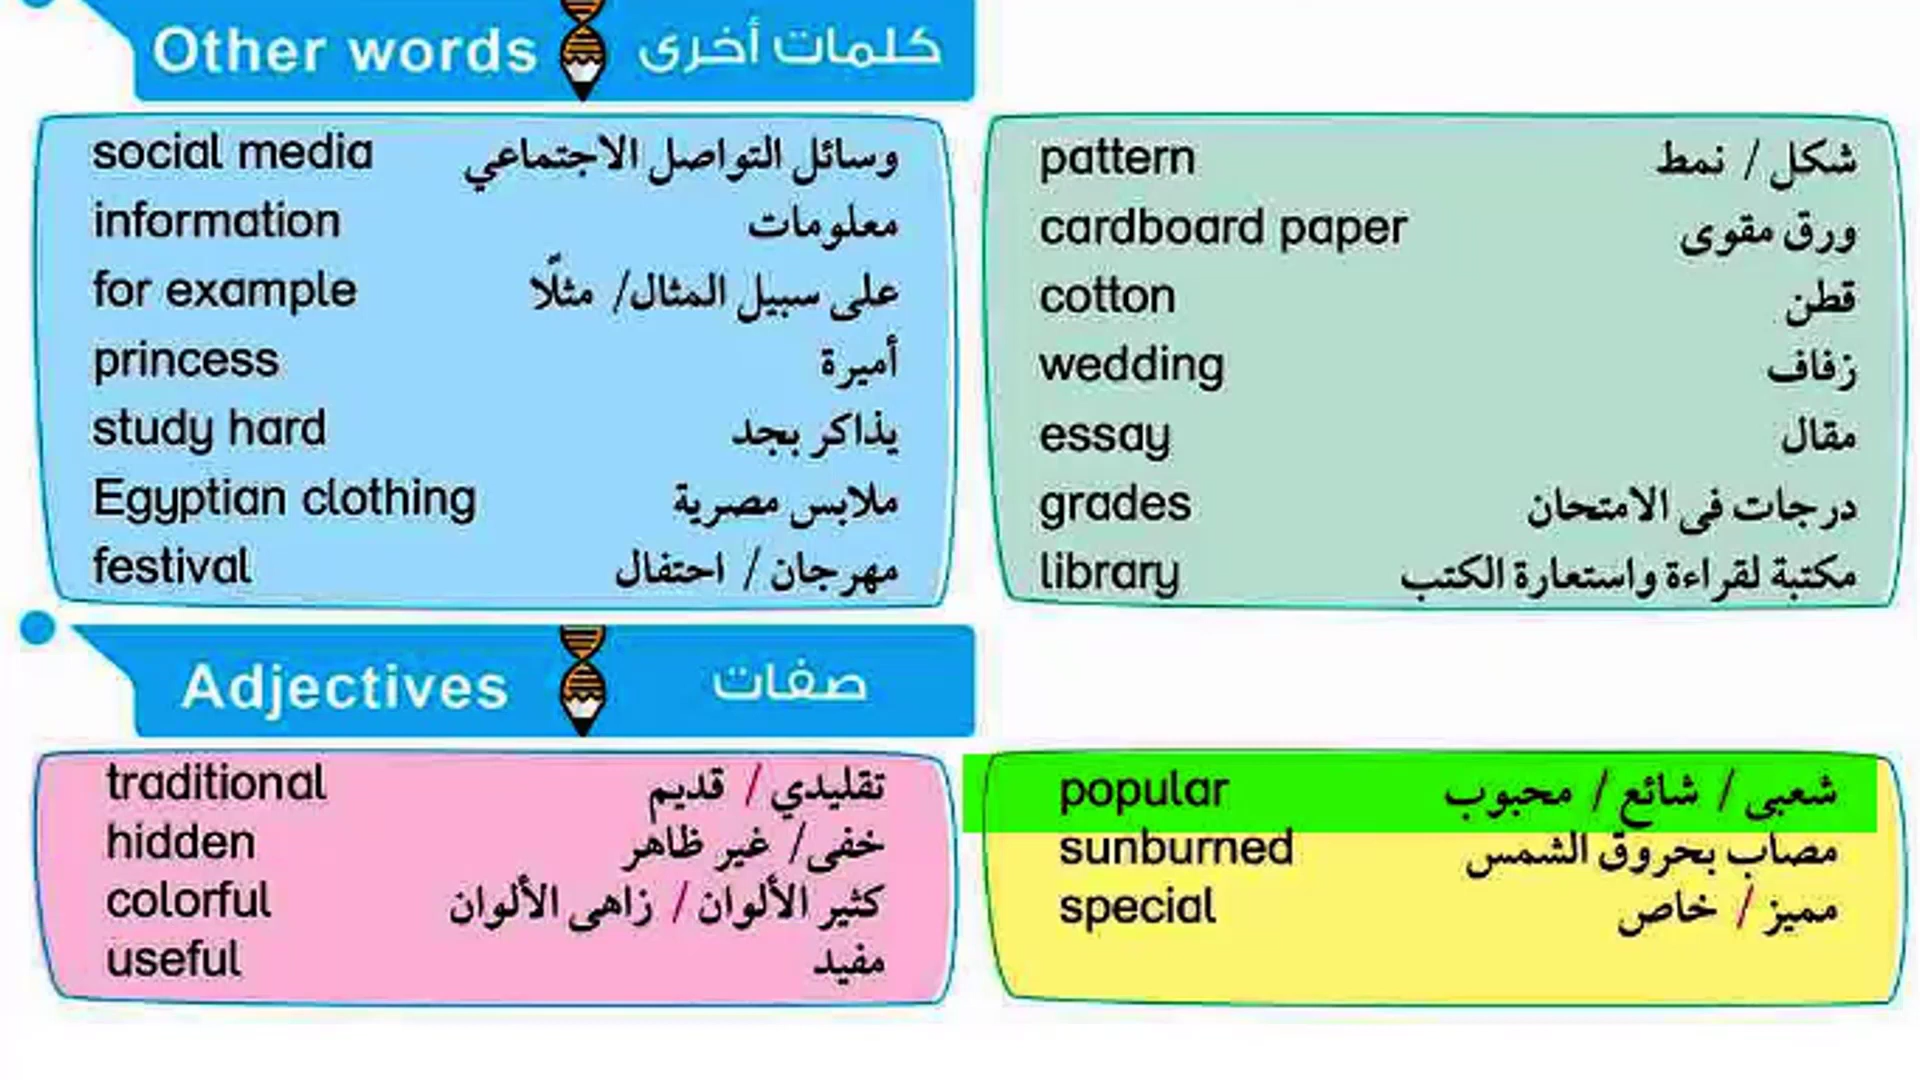 Other words كلمات أخرى
social media وسائل التواصل الاجتماعي
information معلومات
for example على سبيل المثال/ مثلًا
princess أميرة
study hard يذاكر بجد
Egyptian clothing ملابس مصرية
festival مهرجان / احتفال
pattern شكل / نمط
cardboard paper ورق مقوى
cotton قطن
wedding زفاف
essay مقال
grades درجات فى الامتحان
library مكتبة لقراءة واستعارة الكتب
Adjectives صفات
traditional تقليدي / قديم
hidden خفى/ غير ظاهر
colorful كثير الألوان / زاهى الألوان
useful مفيد
popular شعبى / شائع / محبوب
sunburned مصاب بحروق الشمس
special مميز / خاص